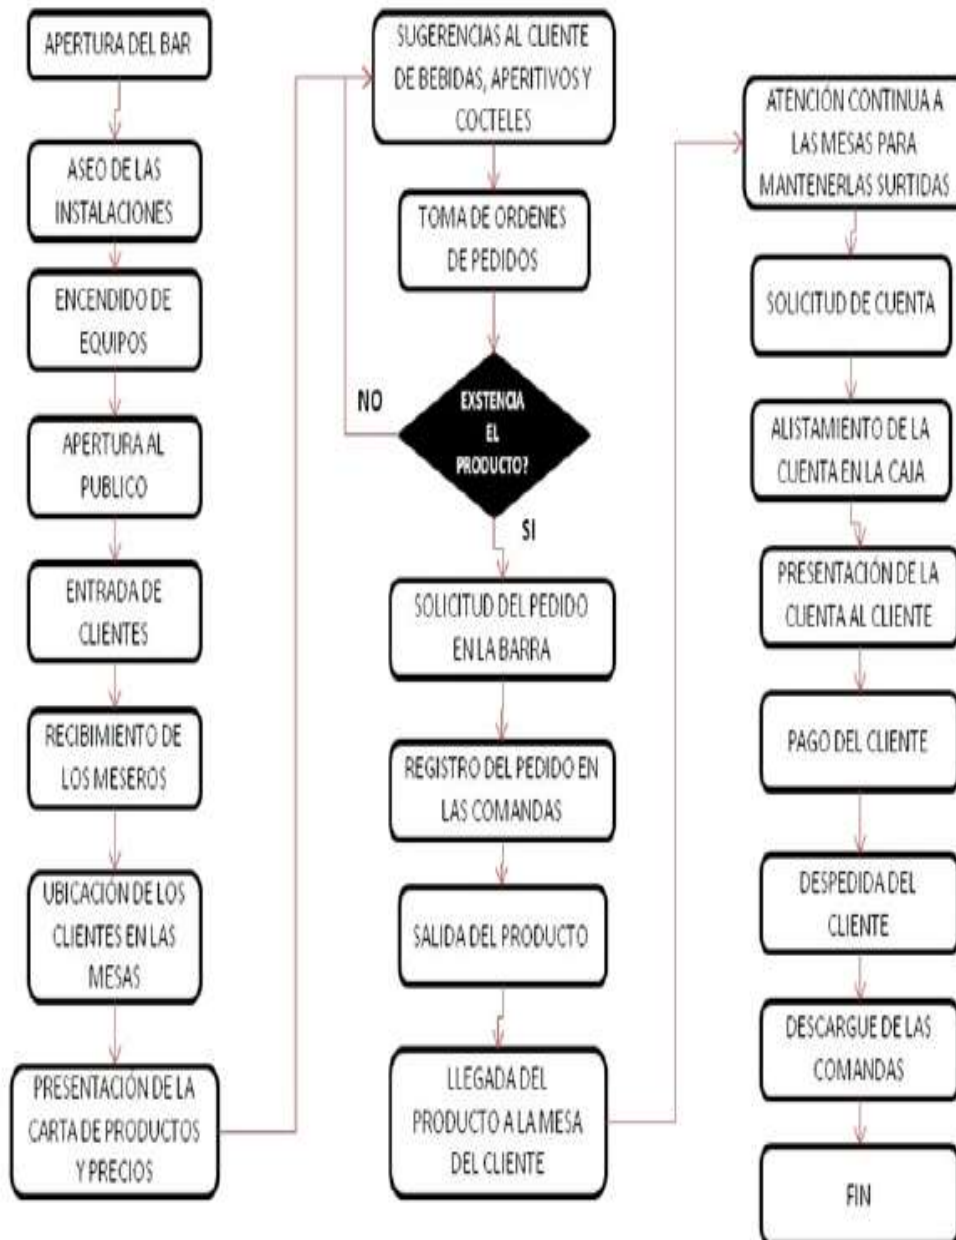 APERTURA DEL BAR
ASEO DE LAS
INSTALACIONES
ENCENDIDO DE
EQUIPOS
APERTURA AL
PUBLICO
ENTRADA DE
CLIENTES
RECIBIMIENTO DE
LOS MESEROS
UBICACIÓN DE LOS
CLIENTES EN LAS
MESAS
PRESENTACIÓN DE LA
CARTA DE PRODUCTOS
Y PRECIOS
SUGERENCIAS AL CLIENTE
DE BEBIDAS, APERITIVOS Y
COCTELES
TOMA DE ORDENES
DE PEDIDOS
EXSTENCIA
EL
PRODUCTO?
NO
SI
SOLICITUD DEL PEDIDO
EN LA BARRA
REGISTRO DEL PEDIDO EN
LAS COMANDAS
SALIDA DEL PRODUCTO
LLEGADA DEL
PRODUCTO A LA MESA
DEL CLIENTE
ATENCIÓN CONTINUA A
LAS MESAS PARA
MANTENERLAS SURTIDAS
SOLICITUD DE CUENTA
ALISTAMIENTO DE LA
CUENTA EN LA CAJA
PRESENTACIÓN DE LA
CUENTA AL CLIENTE
PAGO DEL CLIENTE
DESPEDIDA DEL
CLIENTE
DESCARGUE DE LAS
COMANDAS
FIN